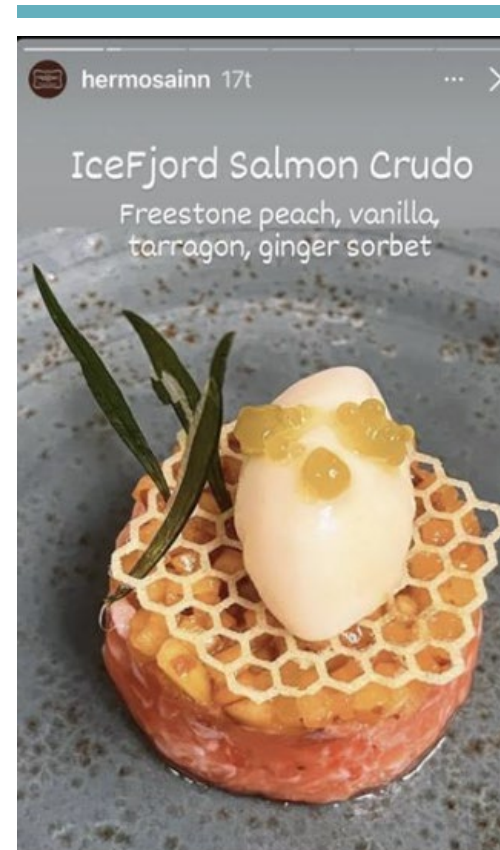 hermosainn 17t
IceFjord Salmon Crudo
Freestone peach, vanilla,
tarragon, ginger sorbet